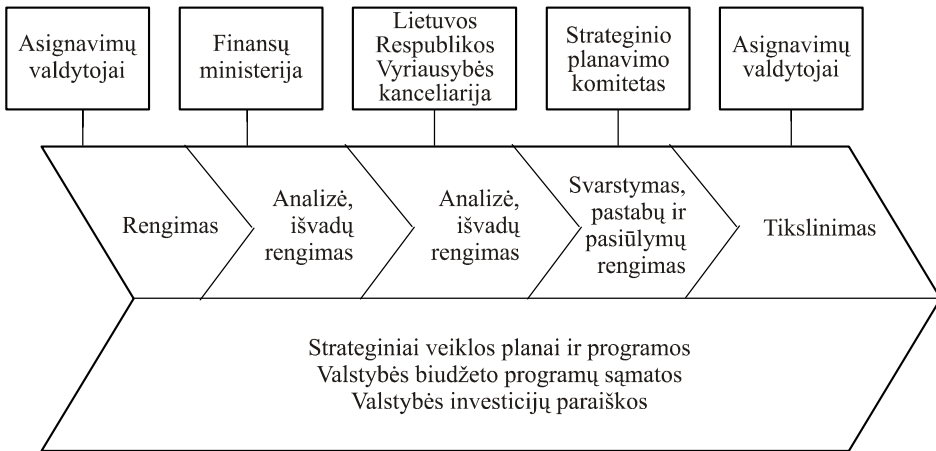 Asignavimų
valdytojai
Finansų
ministerija
Lietuvos
Respublikos
Vyriausybės
kanceliarija
Strateginio
planavimo
komitetas
Asignavimų
valdytojai
Rengimas
Analizė,
išvadų
rengimas
Analizė,
išvadų
rengimas
Svarstymas,
pastabų ir
pasiūlymų
rengimas
Tikslinimas
Strateginiai veiklos planai ir programos
Valstybės biudžeto programų sąmatos
Valstybės investicijų paraiškos